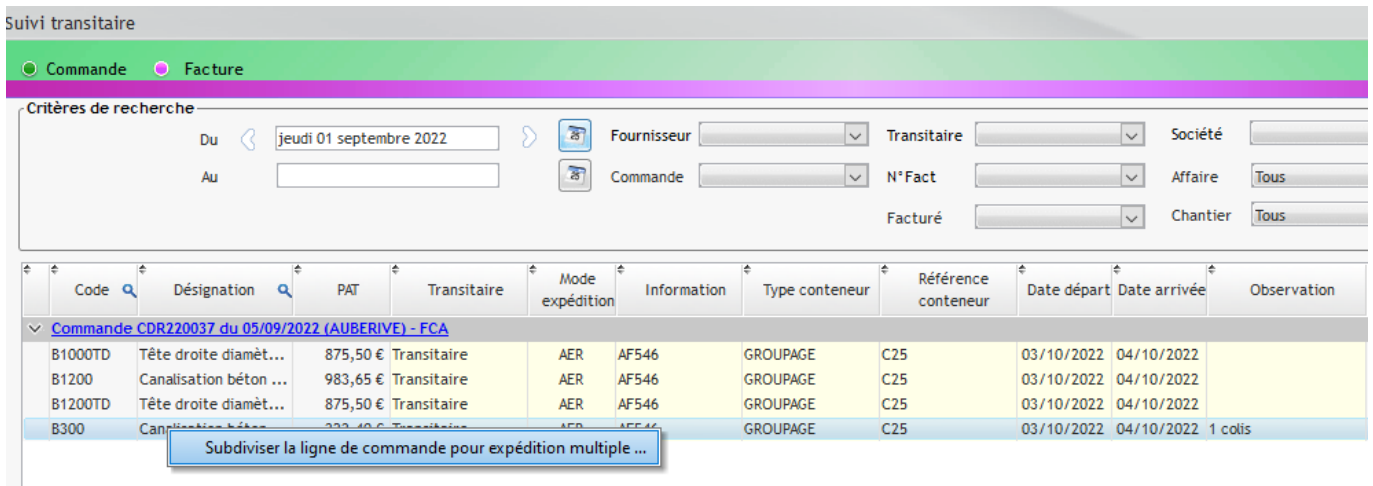 Suivi transitaire
Commande Facture
Critères de recherche
Du jeudi 01 septembre 2022 Fournisseur Transitaire Société
Au Commande N°Fact Affaire Tous
Facturé Chantier Tous
Code Désignation PAT Transitaire Mode expédition Information Type conteneur Référence conteneur Date départ Date arrivée Observation
Commande CDR220037 du 05/09/2022 (AUBERIVE) - FCA
B1000TD Tête droite diamèt... 875,50 € Transitaire AER AF546 GROUPAGE C25 03/10/2022 04/10/2022
B1200 Canalisation béton ... 983,65 € Transitaire AER AF546 GROUPAGE C25 03/10/2022 04/10/2022
B1200TD Tête droite diamèt... 875,50 € Transitaire AER AF546 GROUPAGE C25 03/10/2022 04/10/2022
B300 GROUPAGE C25 03/10/2022 04/10/2022 1 colis
Subdiviser la ligne de commande pour expédition multiple ...